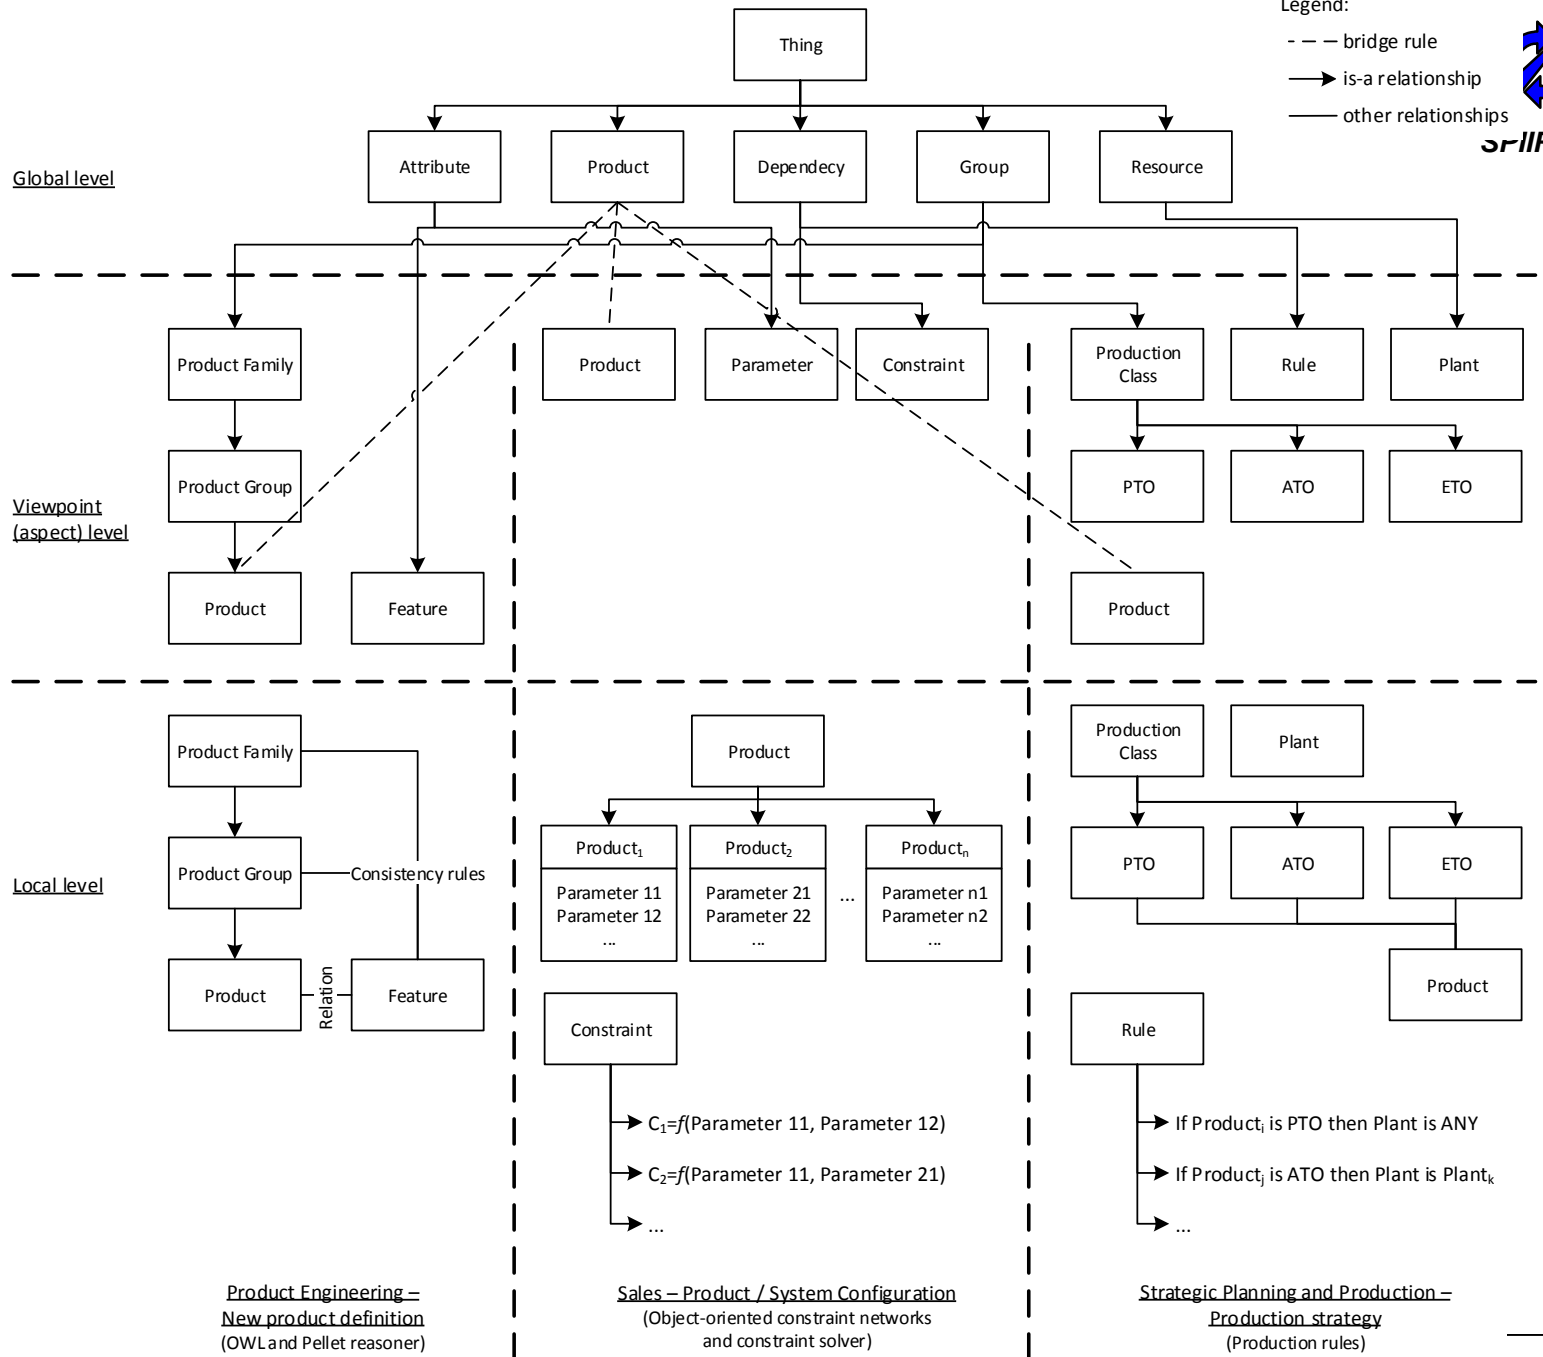 Legend:
bridge rule
is-a relationship
other relationships
Thing
Attribute
Product
Dependecy
Group
Resource
Global level
Product Family
Product
Parameter
Constraint
Production
Class
Rule
Plant
Product Group
PTO
ATO
ETO
Viewpoint
(aspect) level
Product
Feature
Product
Product Family
Product
Production
Class
Plant
Product Group
Consistency rules
Product₁
Product₂
Productₙ
PTO
ATO
ETO
Local level
Parameter 11
Parameter 12
...
Parameter 21
Parameter 22
...
...
Parameter n1
Parameter n2
...
Product
Relation
Feature
Product
Constraint
Rule
C₁=f(Parameter 11, Parameter 12)
C₂=f(Parameter 11, Parameter 21)
...
If Productᵢ is PTO then Plant is ANY
If Productⱼ is ATO then Plant is Plantₖ
...
Product Engineering –
New product definition
(OWL and Pellet reasoner)
Sales – Product / System Configuration
(Object-oriented constraint networks
and constraint solver)
Strategic Planning and Production –
Production strategy
(Production rules)